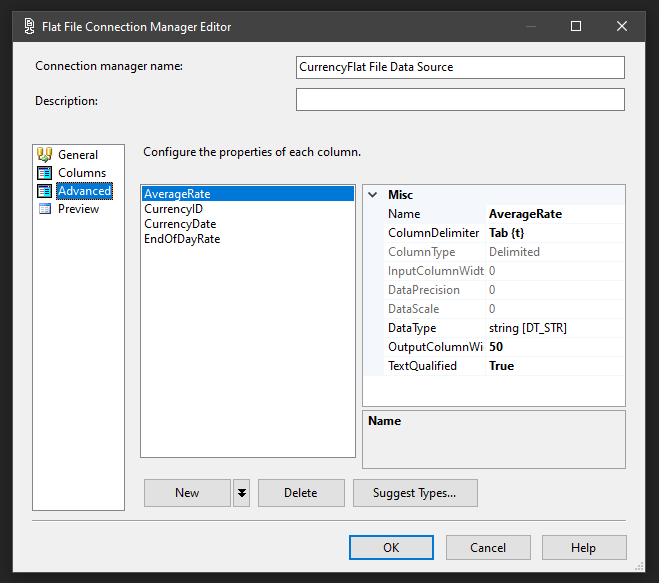 Flat File Connection Manager Editor
Connection manager name:
CurrencyFlat File Data Source
Description:
General
Columns
Advanced
Preview
Configure the properties of each column.
AverageRate
CurrencyID
CurrencyDate
EndOfDayRate
Misc
Name AverageRate
ColumnDelimiter Tab {t}
ColumnType Delimited
InputColumnWidt 0
DataPrecision 0
DataScale 0
DataType string [DT_STR]
OutputColumnWi 50
TextQualified True
Name
New
Delete
Suggest Types...
OK
Cancel
Help